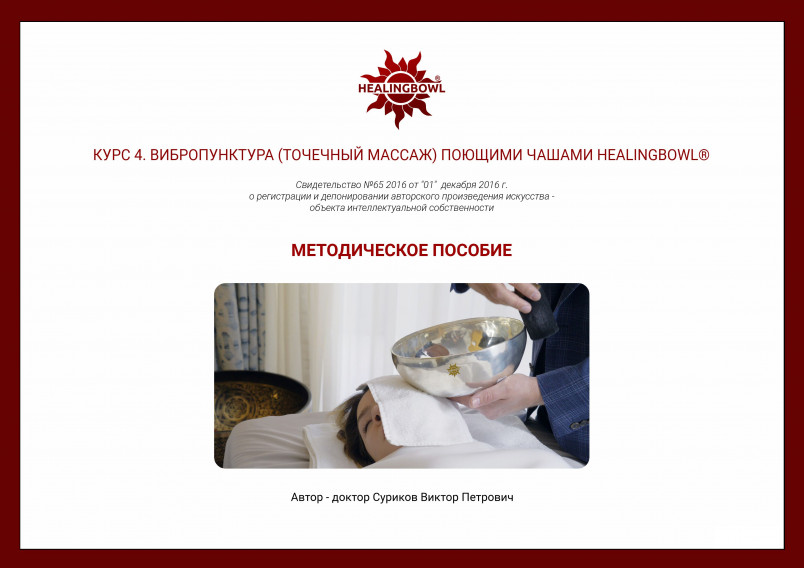 HEALINGBOWL®
КУРС 4. ВИБРОПУНКТУРА (ТОЧЕЧНЫЙ МАССАЖ) ПОЮЩИМИ ЧАШАМИ HEALINGBOWL®
Свидетельство №65 2016 от "01" декабря 2016 г.
о регистрации и депонировании авторского произведения искусства -
объекта интеллектуальной собственности
МЕТОДИЧЕСКОЕ ПОСОБИЕ
Автор - доктор Суриков Виктор Петрович